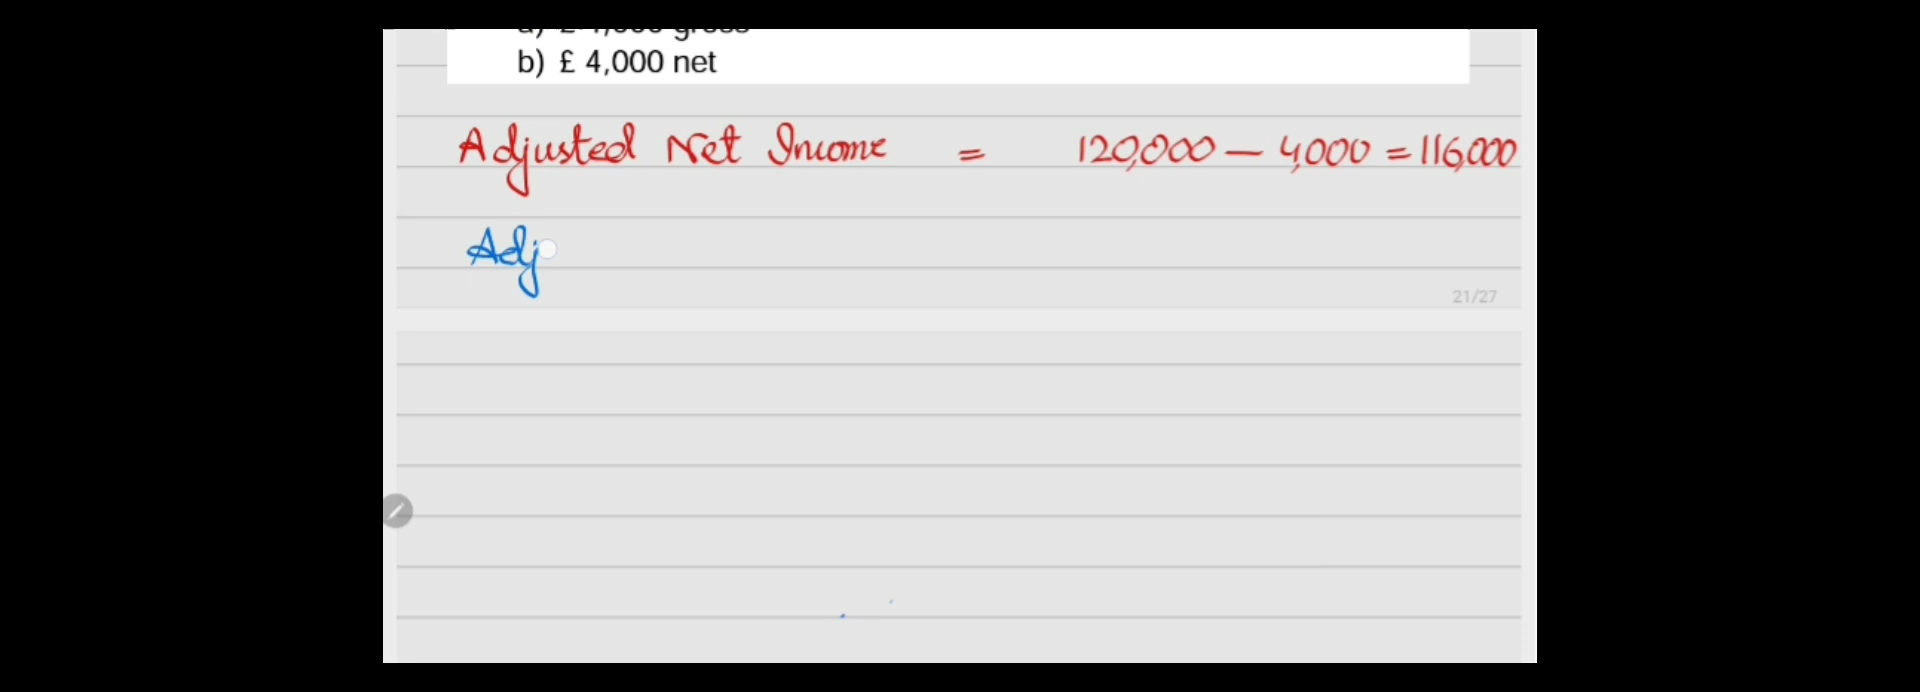 b) £ 4,000 net
Adjusted Net Income = 120,000 – 4,000 = 116,000
Adj
21/27